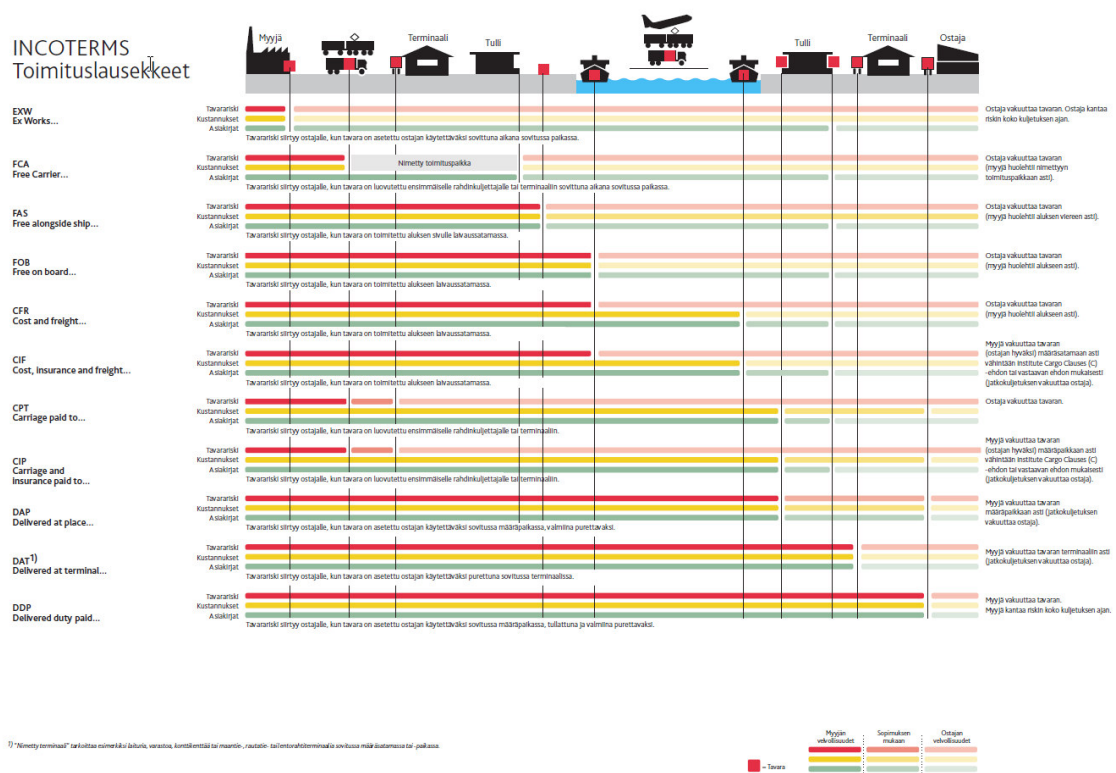 INCOTERMS
Toimituslausekkeet
Myyjä
Terminaali
Tulli
Tulli
Terminaali
Ostaja
EXW
Ex Works...
Tavarariski
Kustannukset
Asiakirjat
Tavarariski siirtyy ostajalle, kun tavara on asetettu ostajan käytettäväksi sovittuna aikana sovitussa paikassa.
Ostaja vakuuttaa tavaran. Ostaja kantaa
riskin koko kuljetuksen ajan.
FCA
Free Carrier...
Tavarariski
Kustannukset
Asiakirjat
Nimetty toimituspaikka
Tavarariski siirtyy ostajalle, kun tavara on luovutettu ensimmäiselle rahdinkuljettajalle tai terminaaliin sovittuna aikana sovitussa paikassa.
Ostaja vakuuttaa tavaran
(myyjä huolehtii nimettyyn
toimituspaikkaan asti).
FAS
Free alongside ship...
Tavarariski
Kustannukset
Asiakirjat
Tavarariski siirtyy ostajalle, kun tavara on toimitettu aluksen sivulle laivaussatamassa.
Ostaja vakuuttaa tavaran
(myyjä huolehtii aluksen viereen asti).
FOB
Free on board...
Tavarariski
Kustannukset
Asiakirjat
Tavarariski siirtyy ostajalle, kun tavara on toimitettu alukseen laivaussatamassa.
Ostaja vakuuttaa tavaran
(myyjä huolehtii alukseen asti).
CFR
Cost and freight...
Tavarariski
Kustannukset
Asiakirjat
Tavarariski siirtyy ostajalle, kun tavara on toimitettu alukseen laivaussatamassa.
Ostaja vakuuttaa tavaran
(myyjä huolehtii alukseen asti).
CIF
Cost, insurance and freight...
Tavarariski
Kustannukset
Asiakirjat
Tavarariski siirtyy ostajalle, kun tavara on toimitettu alukseen laivaussatamassa.
Myyjä vakuuttaa tavaran
(ostajan hyväksi) määräsatamaan asti
vähintään Institute Cargo Clauses (C)
-ehdon tai vastaavan ehdon mukaisesti
(jatkokuljetuksen vakuuttaa ostaja).
CPT
Carriage paid to...
Tavarariski
Kustannukset
Asiakirjat
Tavarariski siirtyy ostajalle, kun tavara on luovutettu ensimmäiselle rahdinkuljettajalle tai terminaaliin.
Ostaja vakuuttaa tavaran.
CIP
Carriage and
insurance paid to...
Tavarariski
Kustannukset
Asiakirjat
Tavarariski siirtyy ostajalle, kun tavara on luovutettu ensimmäiselle rahdinkuljettajalle tai terminaaliin.
Myyjä vakuuttaa tavaran
(ostajan hyväksi) määräpaikkaan asti
vähintään Institute Cargo Clauses (C)
-ehdon tai vastaavan ehdon mukaisesti
(jatkokuljetuksen vakuuttaa ostaja).
DAP
Delivered at place...
Tavarariski
Kustannukset
Asiakirjat
Tavarariski siirtyy ostajalle, kun tavara on asetettu ostajan käytettäväksi sovitussa määräpaikassa, valmiina purettavaksi.
Myyjä vakuuttaa tavaran
määräpaikkaan asti (jatkokuljetuksen
vakuuttaa ostaja).
DAT1)
Delivered at terminal...
Tavarariski
Kustannukset
Asiakirjat
Tavarariski siirtyy ostajalle, kun tavara on asetettu ostajan käytettäväksi purettuna sovitussa terminaalissa.
Myyjä vakuuttaa tavaran terminaaliin asti
(jatkokuljetuksen vakuuttaa ostaja).
DDP
Delivered duty paid...
Tavarariski
Kustannukset
Asiakirjat
Tavarariski siirtyy ostajalle, kun tavara on asetettu ostajan käytettäväksi sovitussa määräpaikassa, tullattuna ja valmiina purettavaksi.
Myyjä vakuuttaa tavaran.
Myyjä kantaa riskin koko kuljetuksen ajan.
1) "Nimetty terminaali" tarkoittaa esimerkiksi laituria, varastoa, konttikenttää tai maantie-, rautatie- tai lentorahtiterminaalia sovitussa määräsatamassa tai -paikassa.
= Tavara
Myyjän
velvollisuudet
Sopimuksen
mukaan
Ostajan
velvollisuudet